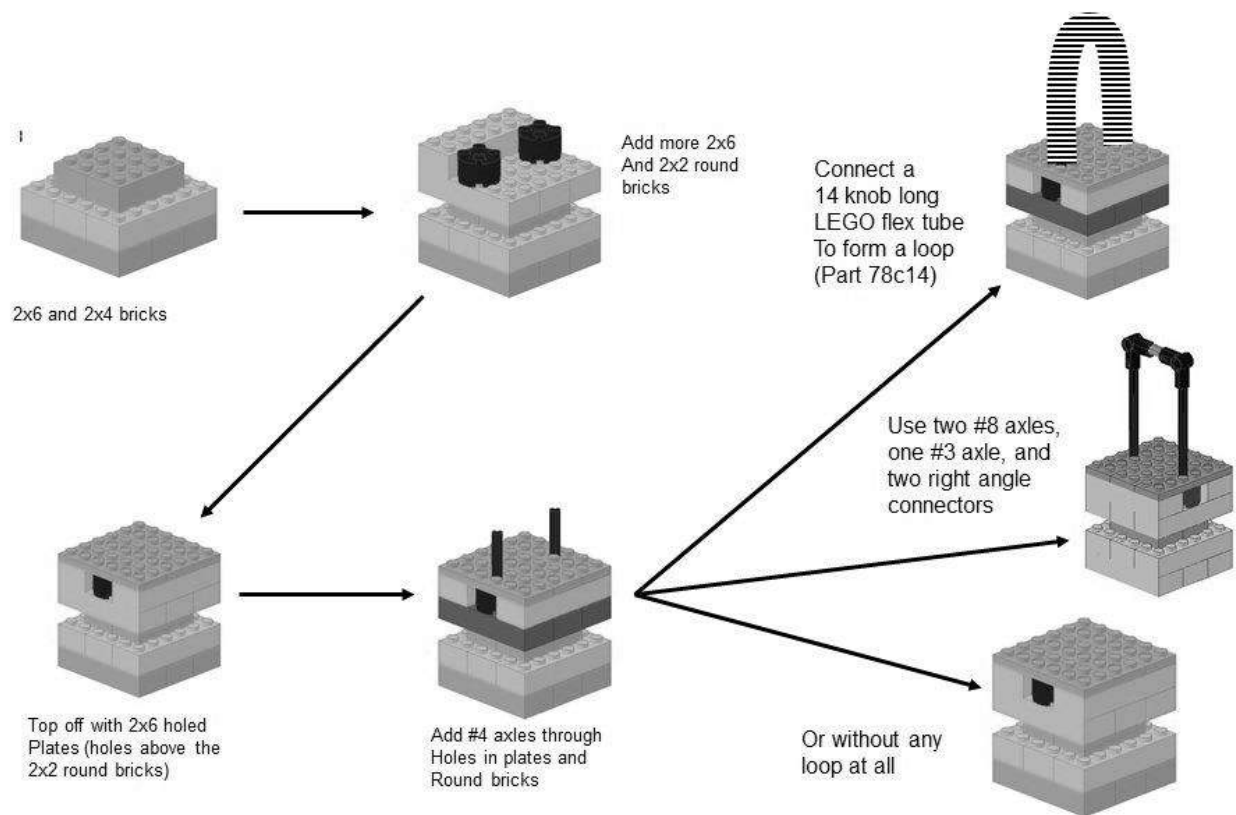 2x6 and 2x4 bricks
Add more 2x6
And 2x2 round
bricks
Top off with 2x6 holed
Plates (holes above the
2x2 round bricks)
Add #4 axles through
Holes in plates and
Round bricks
Connect a
14 knob long
LEGO flex tube
To form a loop
(Part 78c14)
Use two #8 axles,
one #3 axle, and
two right angle
connectors
Or without any
loop at all